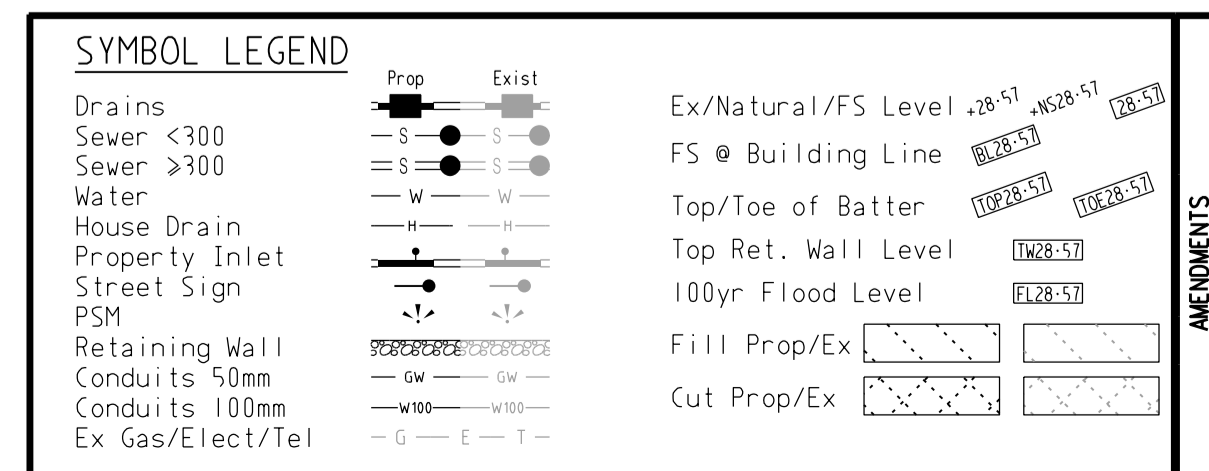 SYMBOL LEGEND
Prop Exist
Drains
Sewer <300 S S
Sewer ≥300 S S
Water W W
House Drain H H
Property Inlet
Street Sign
PSM
Retaining Wall
Conduits 50mm GW GW
Conduits 100mm W100 W100
Ex Gas/Elect/Tel G E T
Ex/Natural/FS Level +28·57 +NS28·57 28·57
FS @ Building Line BL28·57
Top/Toe of Batter TOP28·57 TOE28·57
Top Ret. Wall Level TW28·57
100yr Flood Level FL28·57
Fill Prop/Ex
Cut Prop/Ex
AMENDMENTS